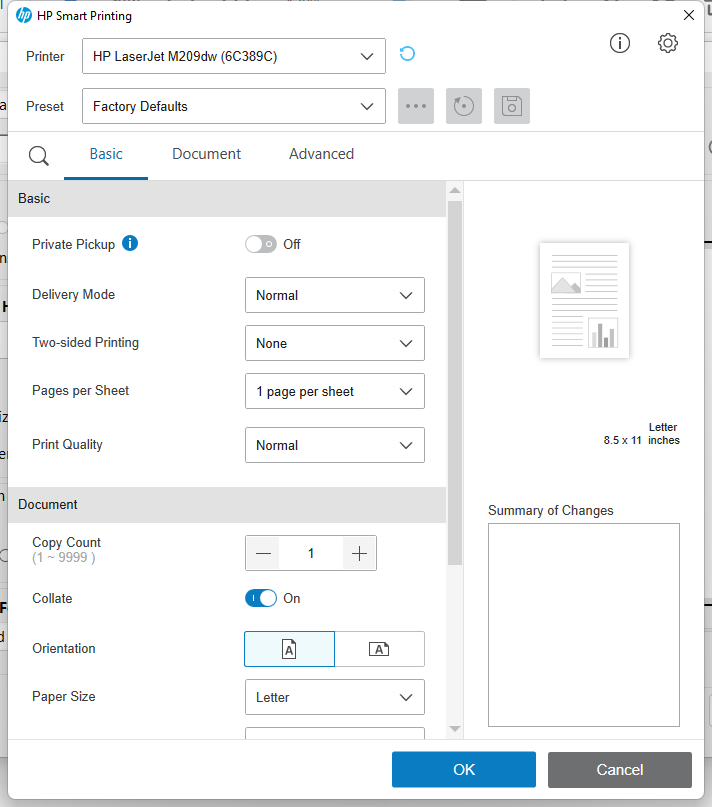 HP Smart Printing
Printer
HP LaserJet M209dw (6C389C)
Preset
Factory Defaults
Basic Document Advanced
Basic
Private Pickup
Off
Delivery Mode
Normal
Two-sided Printing
None
Pages per Sheet
1 page per sheet
Print Quality
Normal
Letter
8.5 x 11 inches
Summary of Changes
Document
Copy Count
(1 ~ 9999 )
1
Collate
On
Orientation
A
A
Paper Size
Letter
OK
Cancel